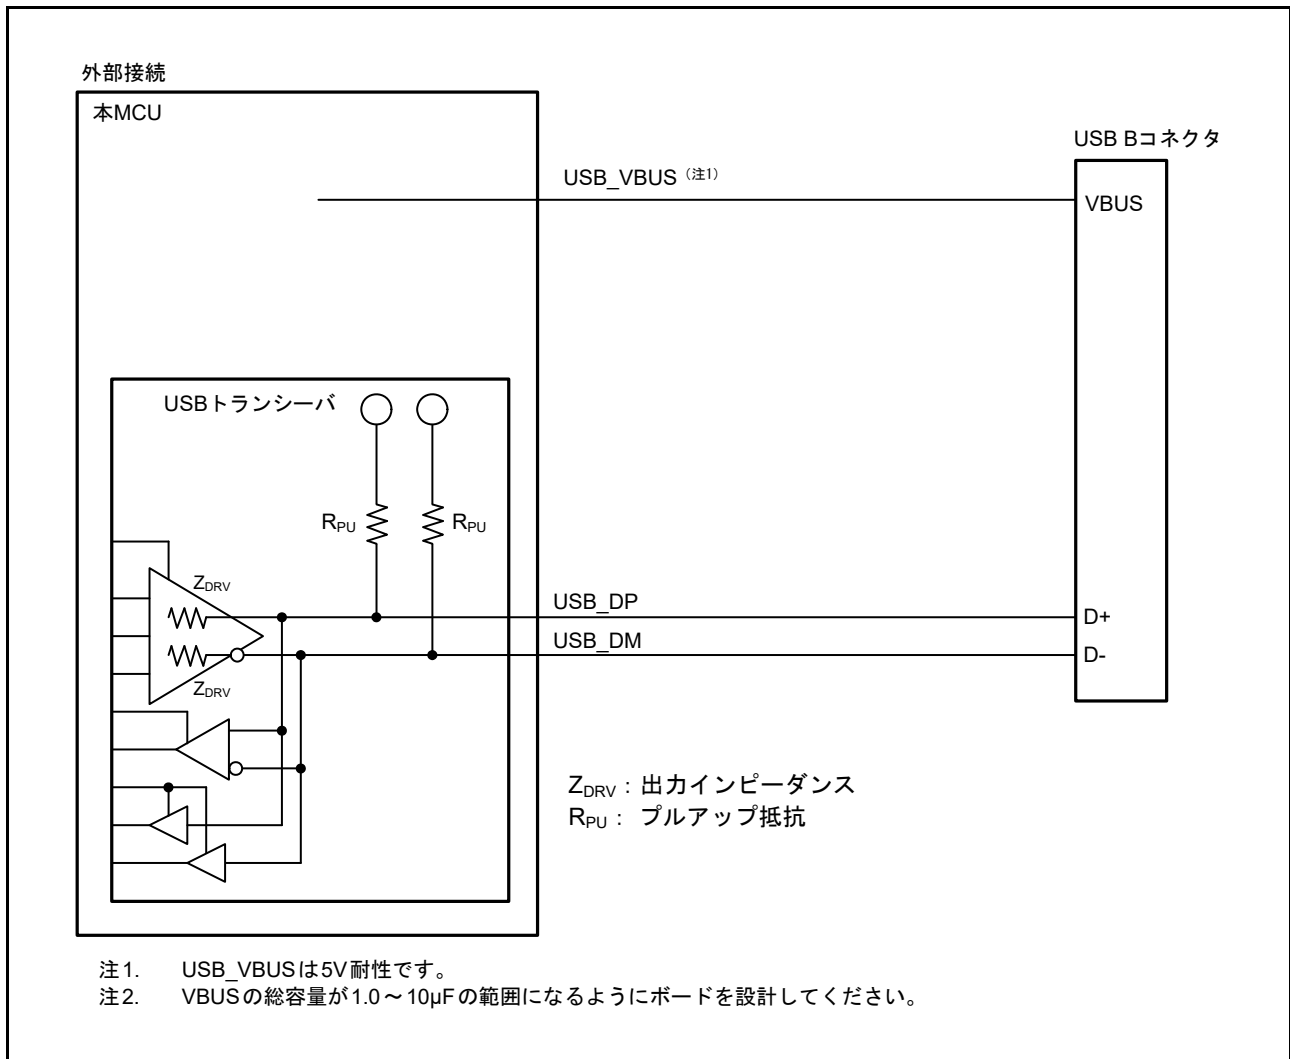 外部接続
本MCU
USB Bコネクタ
USB_VBUS（注1）
VBUS
USBトランシーバ
RPU
RPU
ZDRV
USB_DP
D+
USB_DM
D-
ZDRV
ZDRV：出力インピーダンス
RPU：プルアップ抵抗
注1. USB_VBUSは5V耐性です。
注2. VBUSの総容量が1.0～10μFの範囲になるようにボードを設計してください。